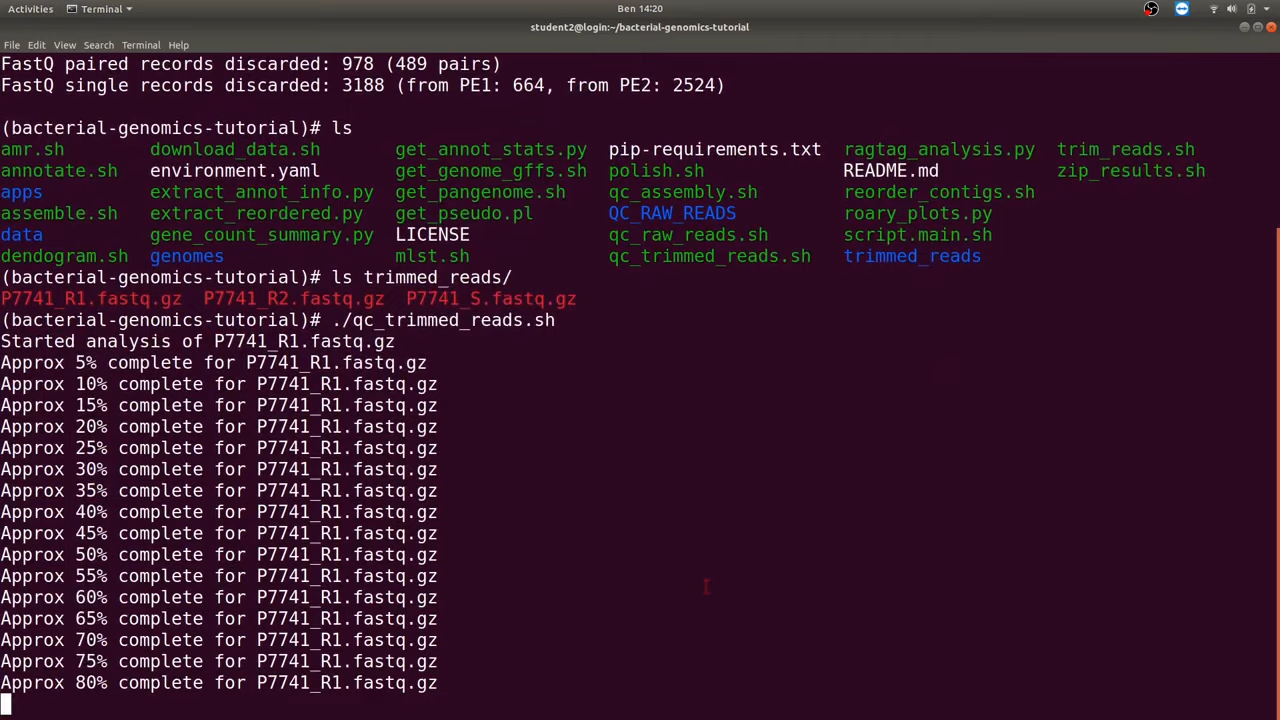 Activities Terminal Ben 14:20
student2@login:~/bacterial-genomics-tutorial
File Edit View Search Terminal Help
FastQ paired records discarded: 978 (489 pairs)
FastQ single records discarded: 3188 (from PE1: 664, from PE2: 2524)
(bacterial-genomics-tutorial)# ls
amr.sh download_data.sh get_annot_stats.py pip-requirements.txt ragtag_analysis.py trim_reads.sh
annotate.sh environment.yaml get_genome_gffs.sh polish.sh README.md zip_results.sh
apps extract_annot_info.py get_pangenome.sh qc_assembly.sh reorder_contigs.sh
assemble.sh extract_reordered.py get_pseudo.pl QC_RAW_READS roary_plots.py
data gene_count_summary.py LICENSE qc_raw_reads.sh script.main.sh
dendogram.sh genomes mlst.sh qc_trimmed_reads.sh trimmed_reads
(bacterial-genomics-tutorial)# ls trimmed_reads/
P7741_R1.fastq.gz P7741_R2.fastq.gz P7741_S.fastq.gz
(bacterial-genomics-tutorial)# ./qc_trimmed_reads.sh
Started analysis of P7741_R1.fastq.gz
Approx 5% complete for P7741_R1.fastq.gz
Approx 10% complete for P7741_R1.fastq.gz
Approx 15% complete for P7741_R1.fastq.gz
Approx 20% complete for P7741_R1.fastq.gz
Approx 25% complete for P7741_R1.fastq.gz
Approx 30% complete for P7741_R1.fastq.gz
Approx 35% complete for P7741_R1.fastq.gz
Approx 40% complete for P7741_R1.fastq.gz
Approx 45% complete for P7741_R1.fastq.gz
Approx 50% complete for P7741_R1.fastq.gz
Approx 55% complete for P7741_R1.fastq.gz
Approx 60% complete for P7741_R1.fastq.gz
Approx 65% complete for P7741_R1.fastq.gz
Approx 70% complete for P7741_R1.fastq.gz
Approx 75% complete for P7741_R1.fastq.gz
Approx 80% complete for P7741_R1.fastq.gz